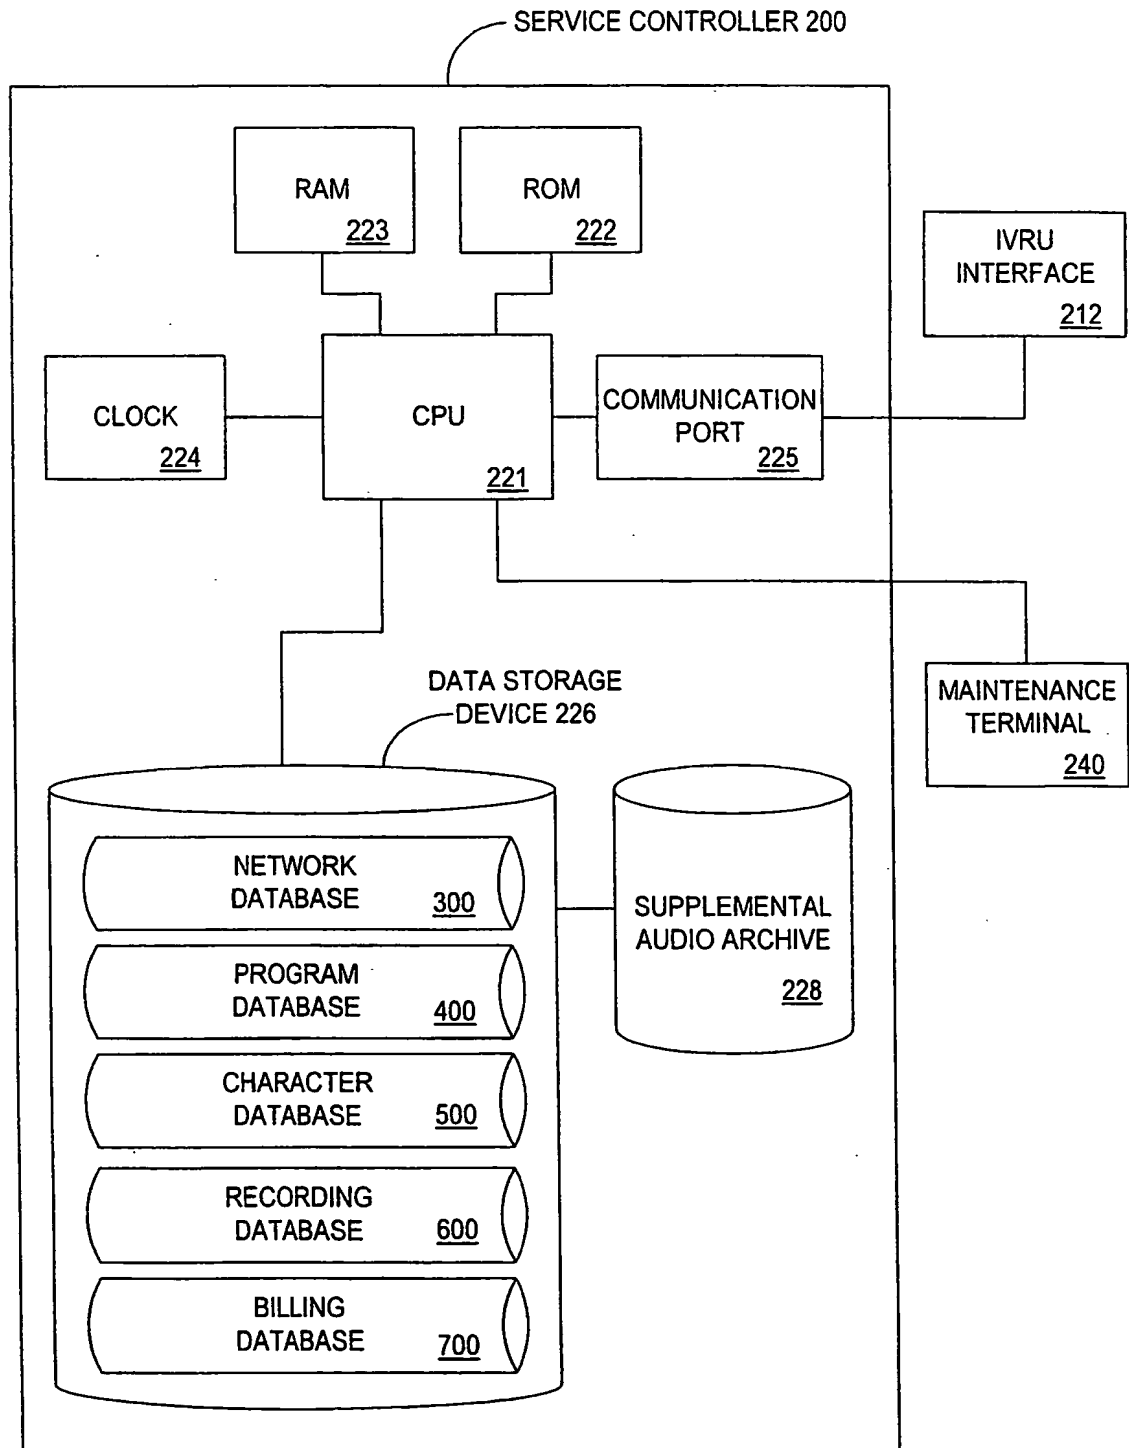 SERVICE CONTROLLER 200
RAM
223
ROM
222
IVRU
INTERFACE
212
CLOCK
224
CPU
221
COMMUNICATION
PORT
225
DATA STORAGE
DEVICE 226
MAINTENANCE
TERMINAL
240
NETWORK
DATABASE
300
PROGRAM
DATABASE
400
CHARACTER
DATABASE
500
RECORDING
DATABASE
600
BILLING
DATABASE
700
SUPPLEMENTAL
AUDIO ARCHIVE
228